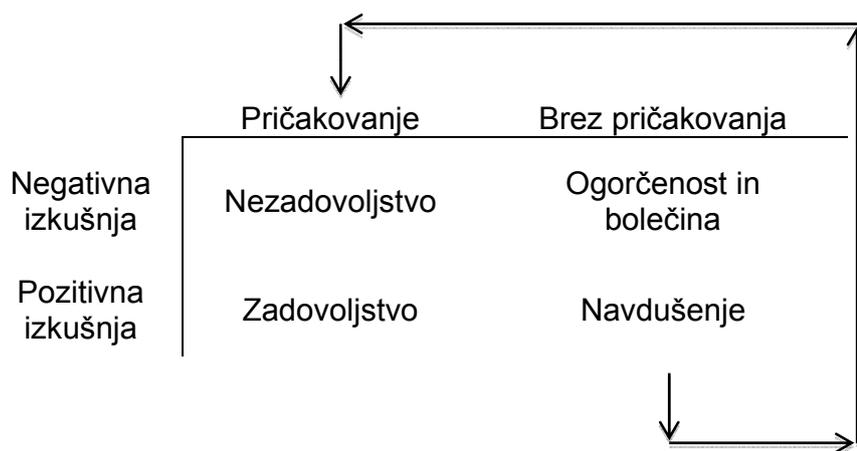 Pričakovanje Brez pričakovanja
Negativna
izkušnja
Nezadovoljstvo
Ogorčenost in
bolečina
Pozitivna
izkušnja
Zadovoljstvo
Navdušenje